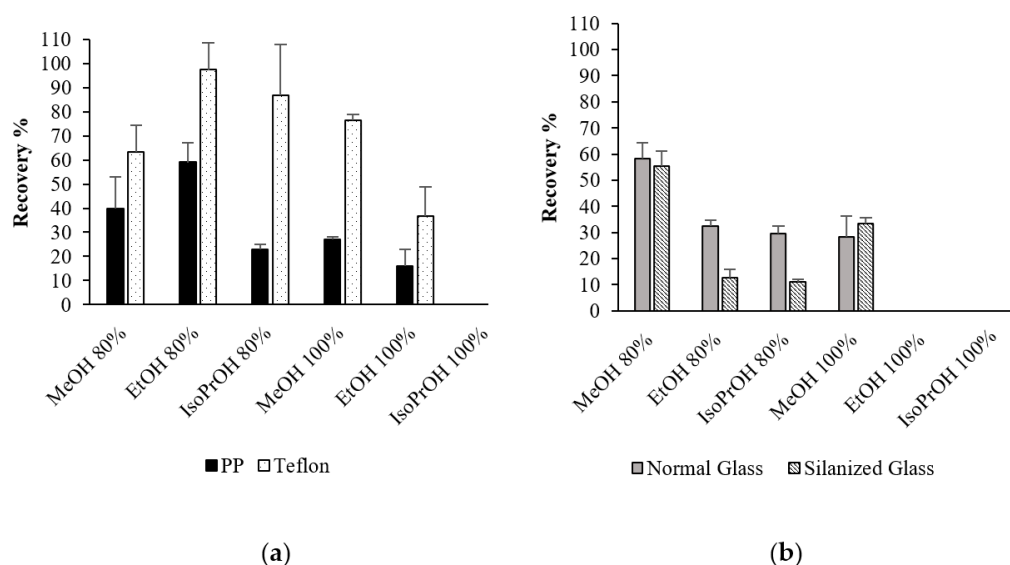 110
100
90
80
70
60
50
40
30
20
10
0
Recovery %
MeOH 80%
EtOH 80%
IsoPrOH 80%
MeOH 100%
EtOH 100%
IsoPrOH 100%
PP
Teflon
(a)
110
100
90
80
70
60
50
40
30
20
10
0
Recovery %
MeOH 80%
EtOH 80%
IsoPrOH 80%
MeOH 100%
EtOH 100%
IsoPrOH 100%
Normal Glass
Silanized Glass
(b)